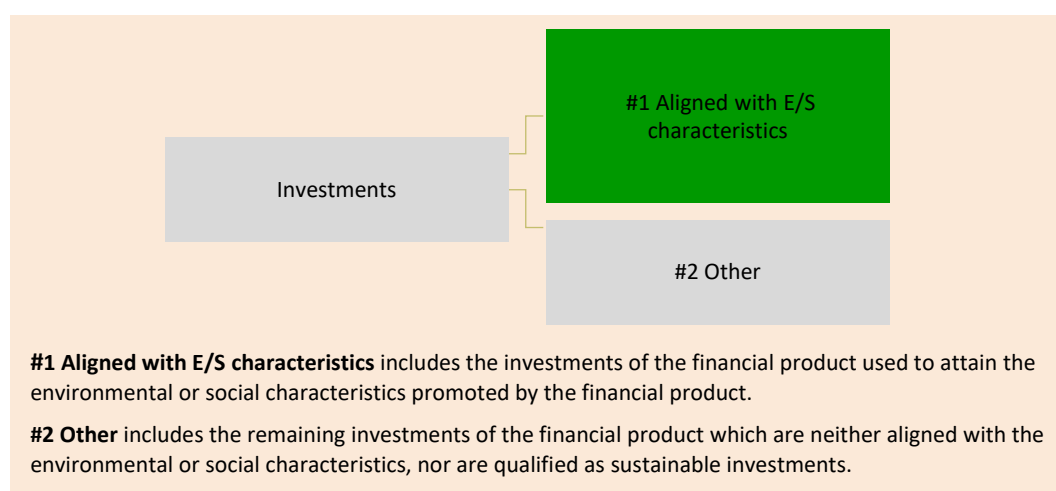 #1 Aligned with E/S
characteristics
Investments
#2 Other
#1 Aligned with E/S characteristics includes the investments of the financial product used to attain the
environmental or social characteristics promoted by the financial product.
#2 Other includes the remaining investments of the financial product which are neither aligned with the
environmental or social characteristics, nor are qualified as sustainable investments.